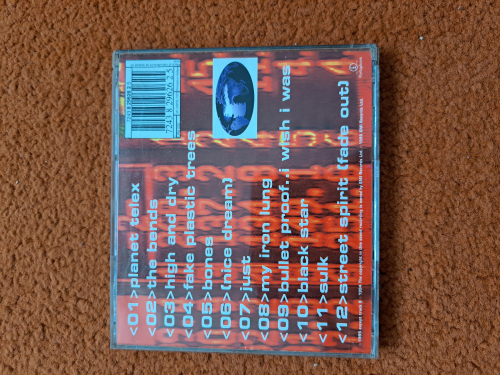 <01>planet telex
<02>the bends
<03>high and dry
<04>fake plastic trees
<05>bones
<06>(nice dream)
<07>just
<08>my iron lung
<09>bullet proof..i wish i was
<10>black star
<11>sulk
<12>street spirit (fade out)